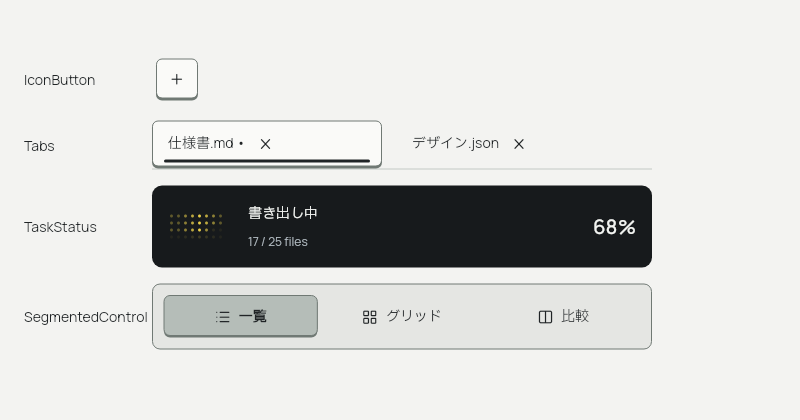 IconButton
Tabs
仕様書.md •
デザイン.json
TaskStatus
書き出し中
17 / 25 files
68%
SegmentedControl
一覧
グリッド
比較